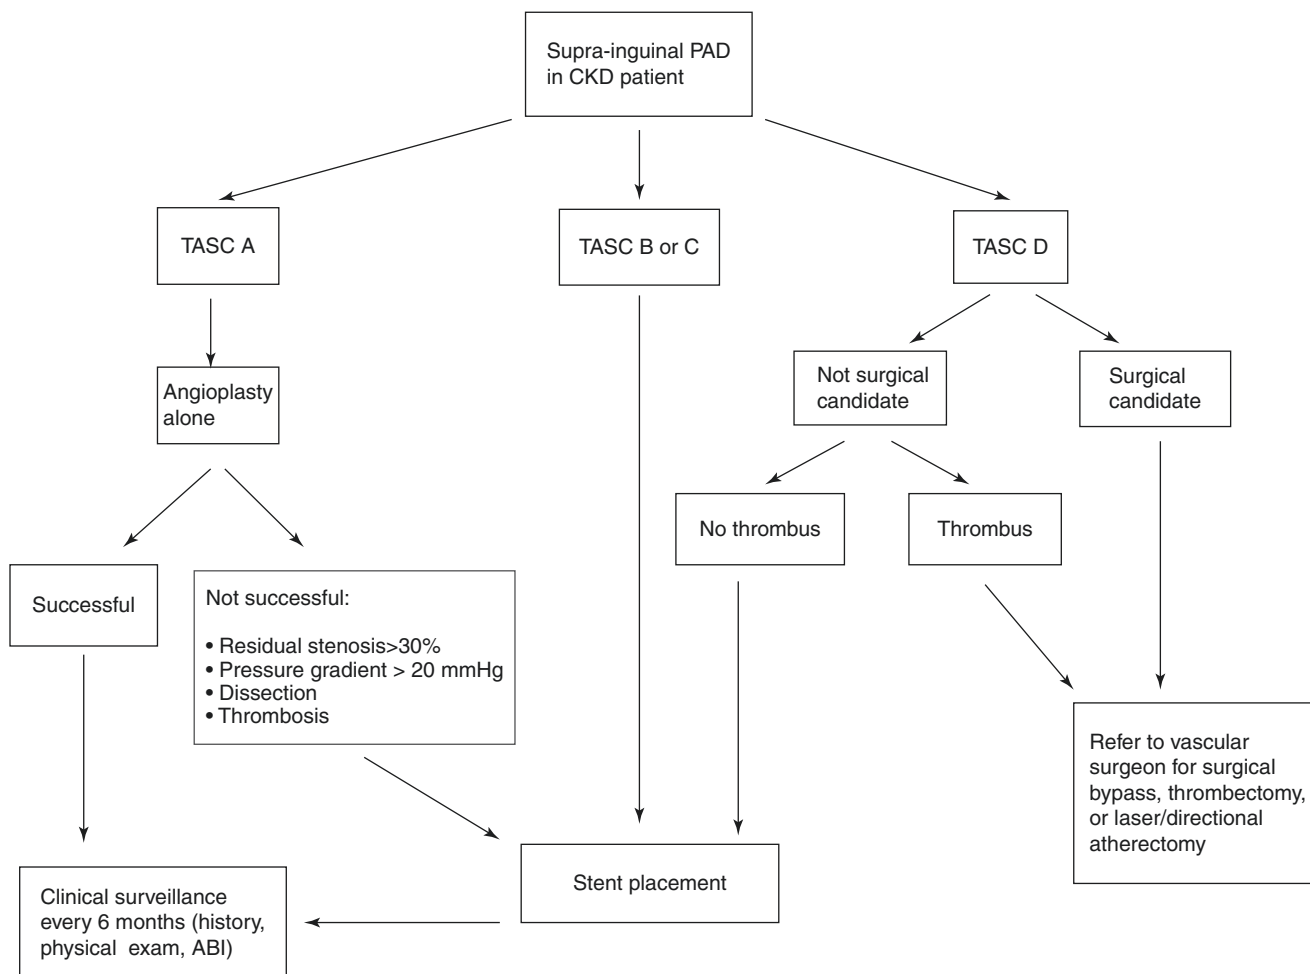 Supra-inguinal PAD
in CKD patient
TASC A
TASC B or C
TASC D
Angioplasty
alone
Not surgical
candidate
Surgical
candidate
No thrombus
Thrombus
Successful
Not successful:
• Residual stenosis>30%
• Pressure gradient > 20 mmHg
• Dissection
• Thrombosis
Refer to vascular
surgeon for surgical
bypass, thrombectomy,
or laser/directional
atherectomy
Stent placement
Clinical surveillance
every 6 months (history,
physical exam, ABI)